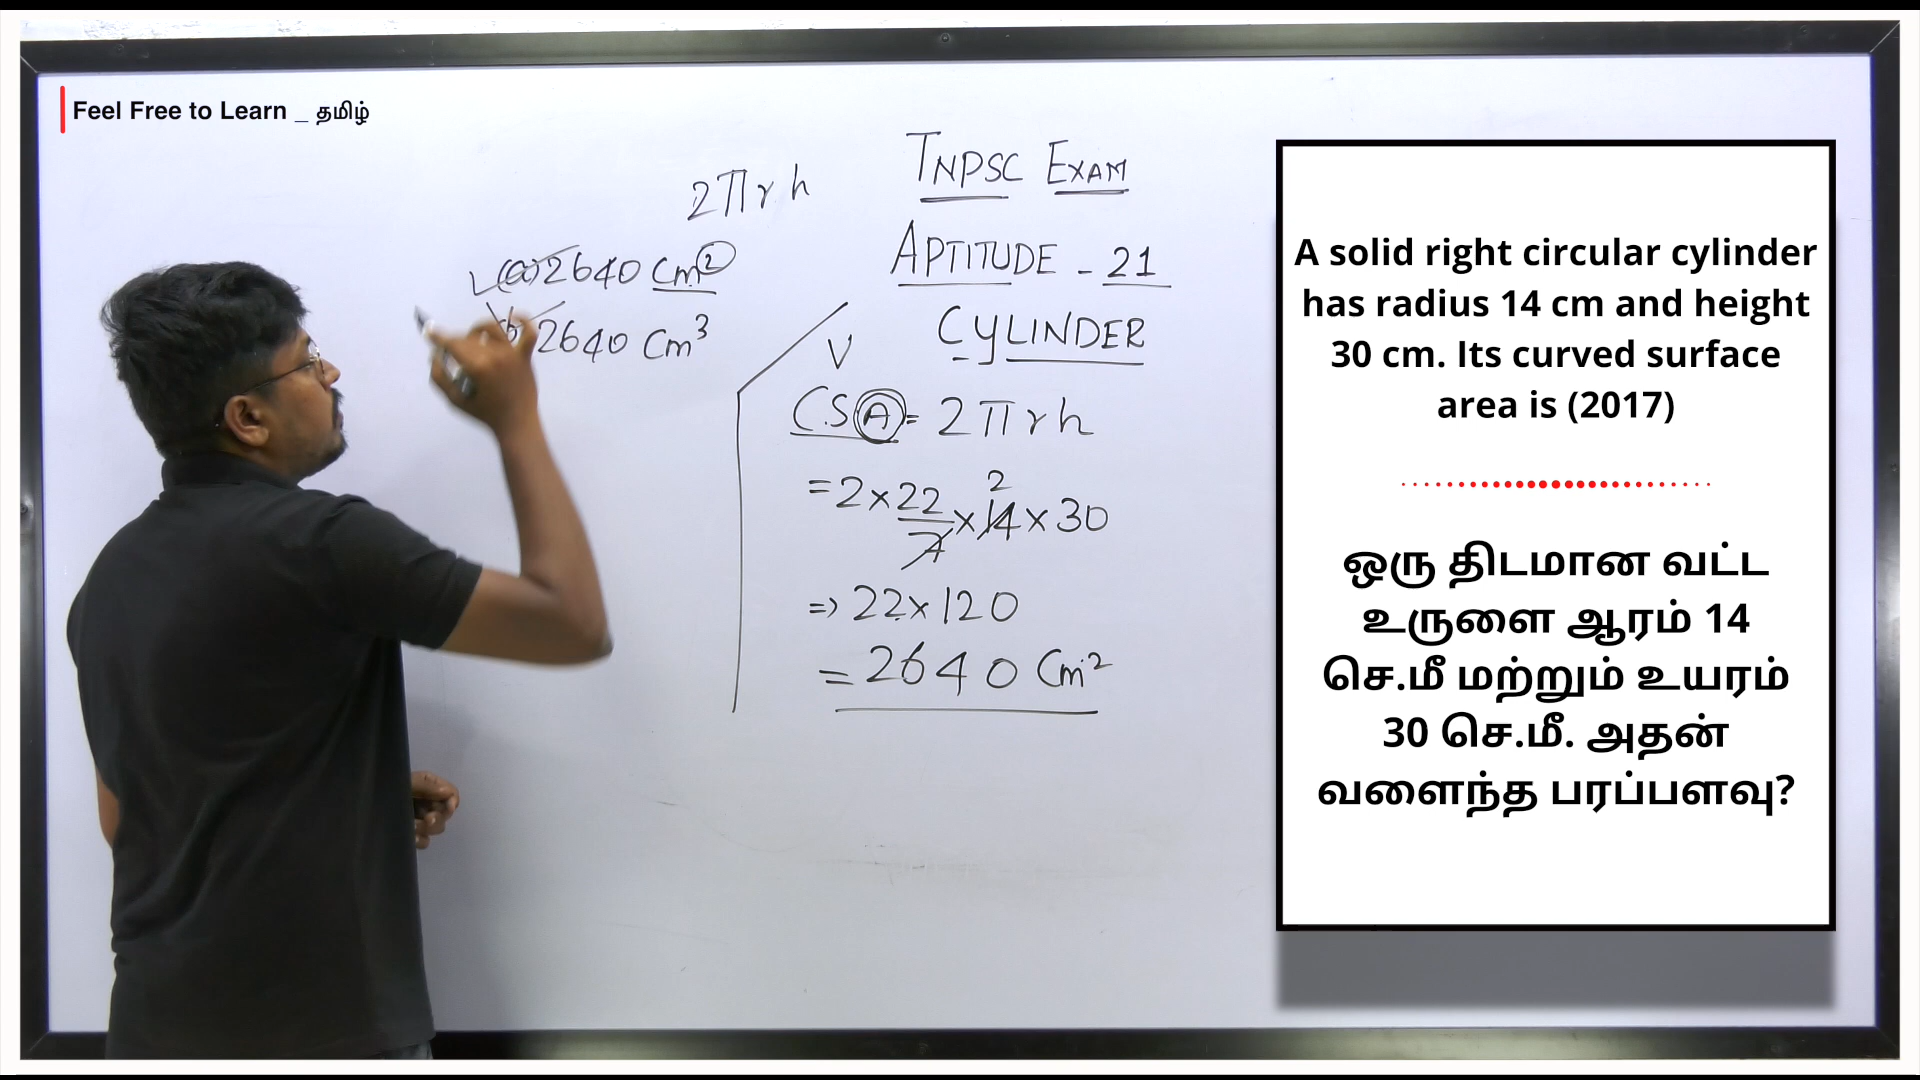 Feel Free to Learn _ தமிழ்
TNPSC EXAM
APTITUDE - 21
CYLINDER
2πrh
(a) 2640 cm²
(b) 2640 cm³
V
CSA = 2πrh
= 2 × 22/7 × 14 × 30
2
=> 22 × 120
= 2640 cm²
A solid right circular cylinder
has radius 14 cm and height
30 cm. Its curved surface
area is (2017)
ஒரு திடமான வட்ட
உருளை ஆரம் 14
செ.மீ மற்றும் உயரம்
30 செ.மீ. அதன்
வளைந்த பரப்பளவு?